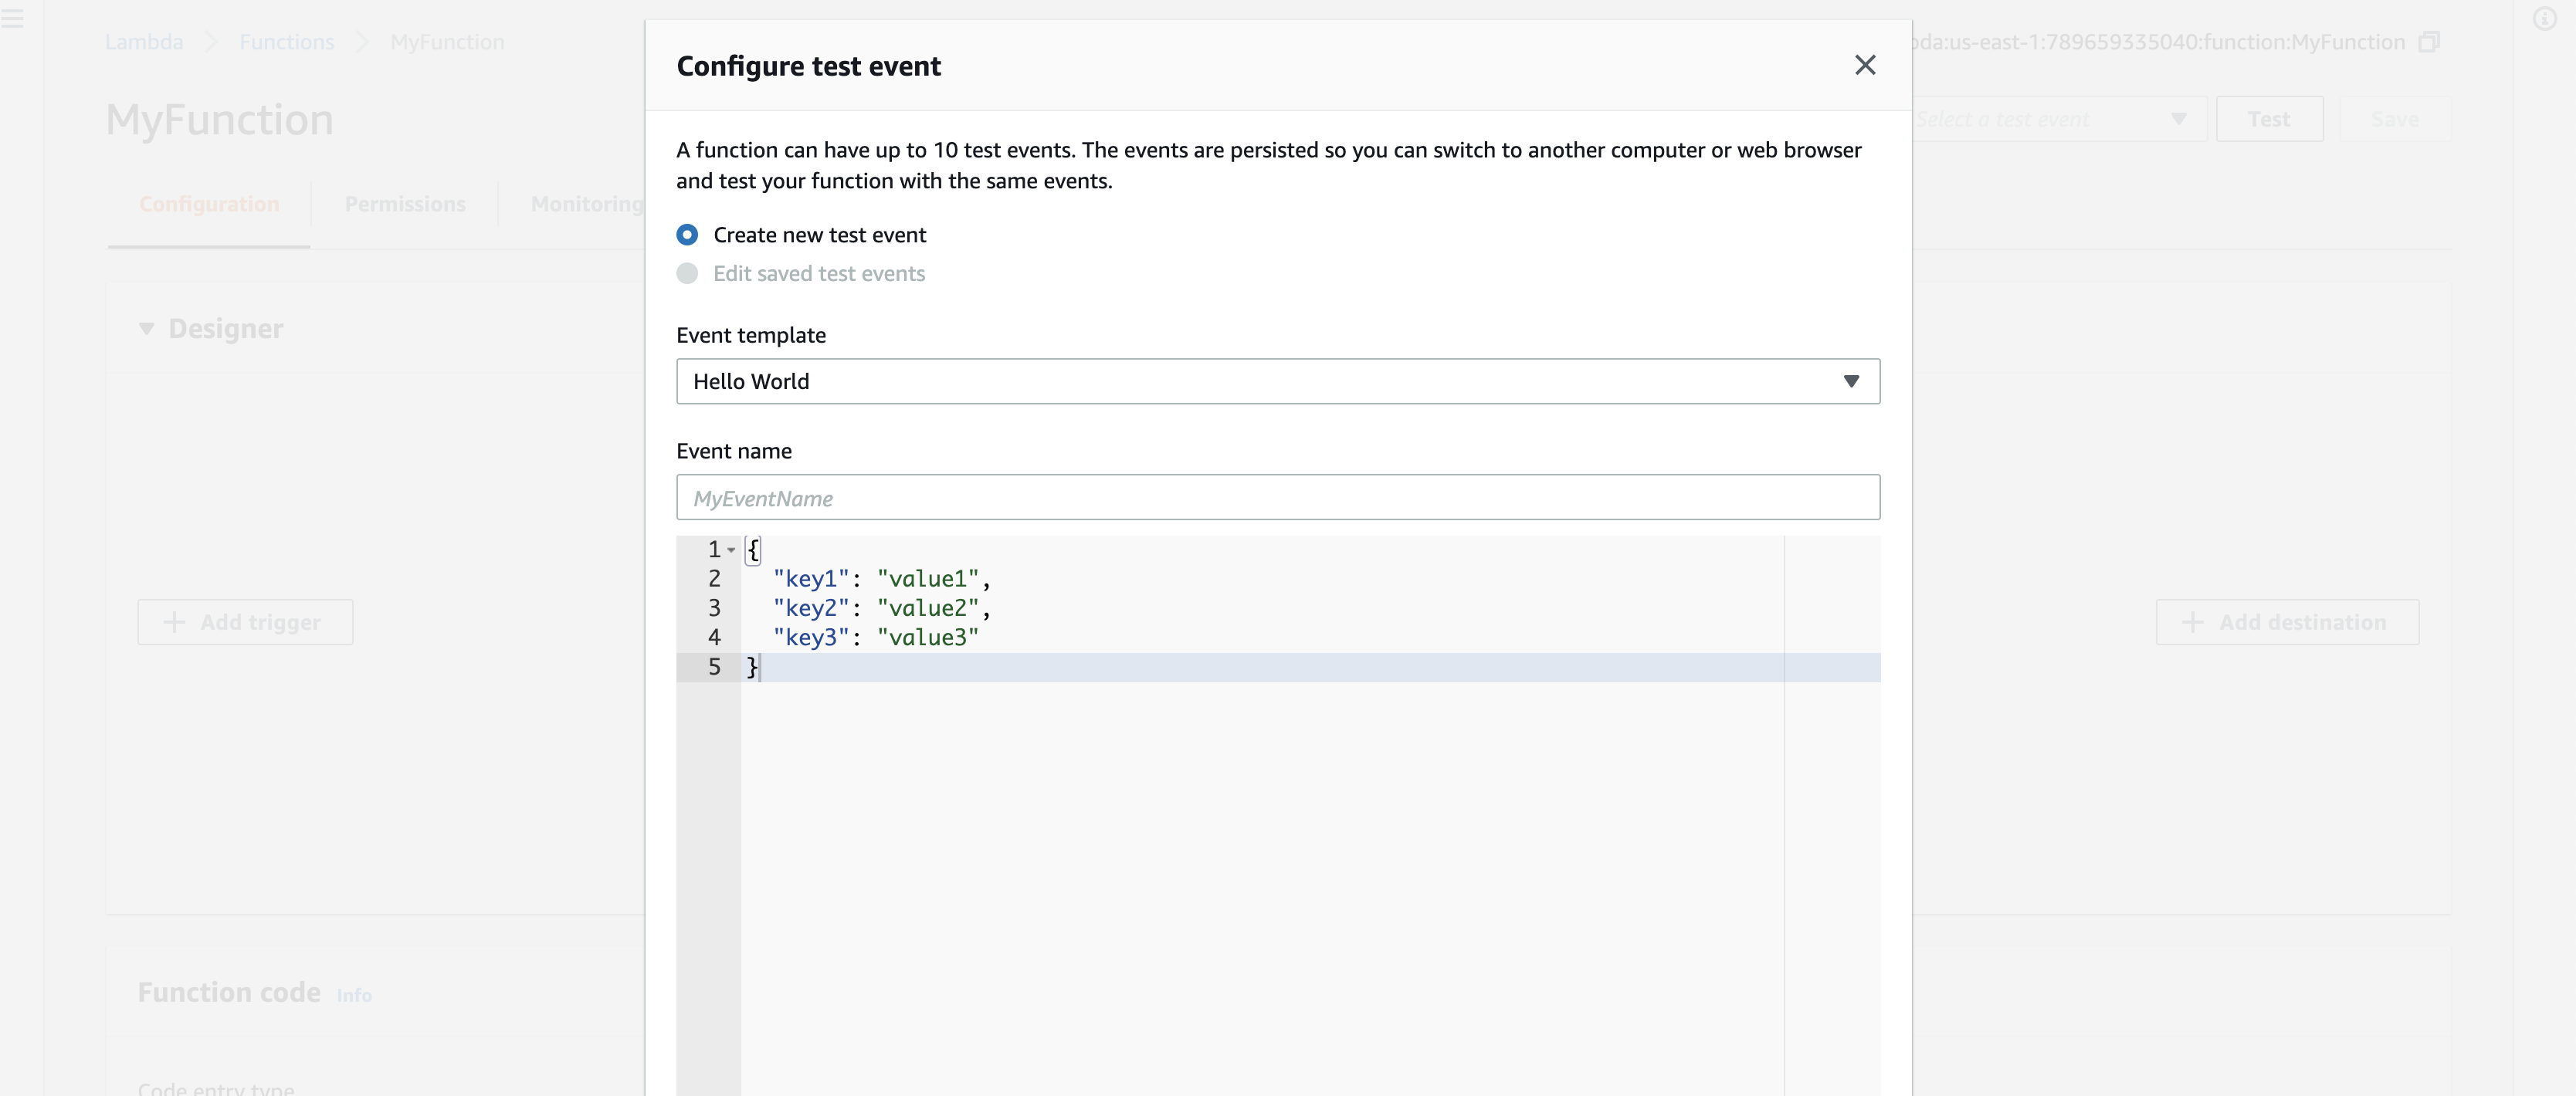 Lambda Functions MyFunction
bda:us-east-1:789659335040:function:MyFunction
MyFunction
Select a test event Test Save
Configuration Permissions Monitoring
Designer
Add trigger
Add destination
Function code Info
Code entry type
Configure test event
A function can have up to 10 test events. The events are persisted so you can switch to another computer or web browser
and test your function with the same events.
Create new test event
Edit saved test events
Event template
Hello World
Event name
MyEventName
1 {
2 "key1": "value1",
3 "key2": "value2",
4 "key3": "value3"
5 }